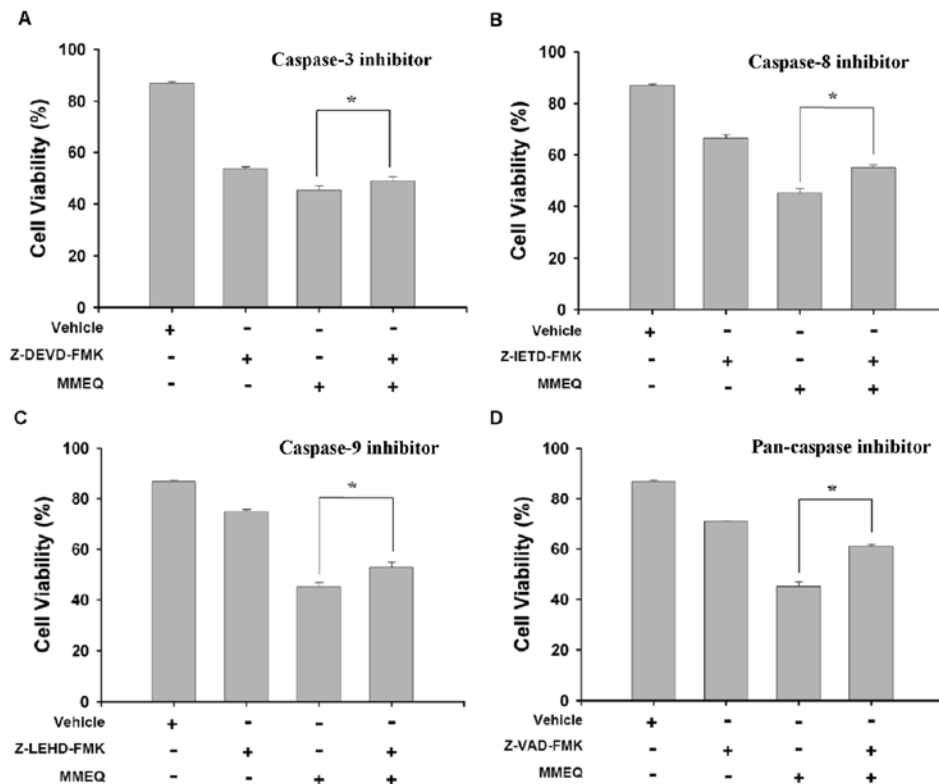 A
Caspase-3 inhibitor
Cell Viability (%)
100
80
60
40
20
0
*
Vehicle + - - -
Z-DEVD-FMK - + - +
MMEQ - - + +
B
Caspase-8 inhibitor
Cell Viability (%)
100
80
60
40
20
0
*
Vehicle + - - -
Z-IETD-FMK - + - +
MMEQ - - + +
C
Caspase-9 inhibitor
Cell Viability (%)
100
80
60
40
20
0
*
Vehicle + - - -
Z-LEHD-FMK - + - +
MMEQ - - + +
D
Pan-caspase inhibitor
Cell Viability (%)
100
80
60
40
20
0
*
Vehicle + - - -
Z-VAD-FMK - + - +
MMEQ - - + +